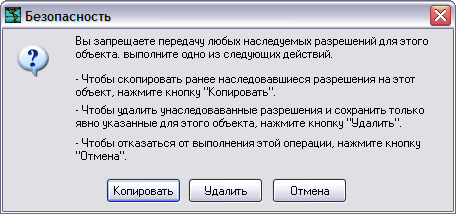 Безопасность
Вы запрещаете передачу любых наследуемых разрешений для этого
объекта. выполните одно из следующих действий.
- Чтобы скопировать ранее наследовавшиеся разрешения на этот
объект, нажмите кнопку "Копировать".
- Чтобы удалить унаследоваванные разрешения и сохранить только
явно указанные для этого объекта, нажмите кнопку "Удалить".
- Чтобы отказаться от выполнения этой операции, нажмите кнопку
"Отмена".
Копировать Удалить Отмена